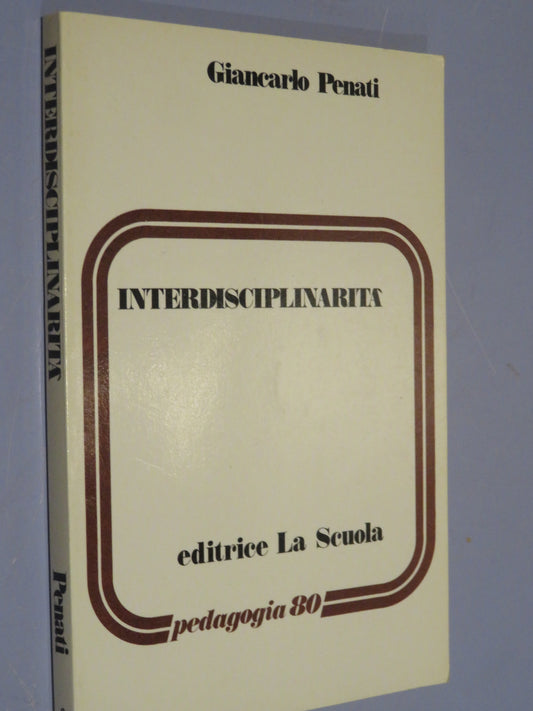 Giancarlo Penati
INTERDISCIPLINARITÀ
editrice La Scuola
pedagogia 80
INTERDISCIPLINARITÀ
Penati